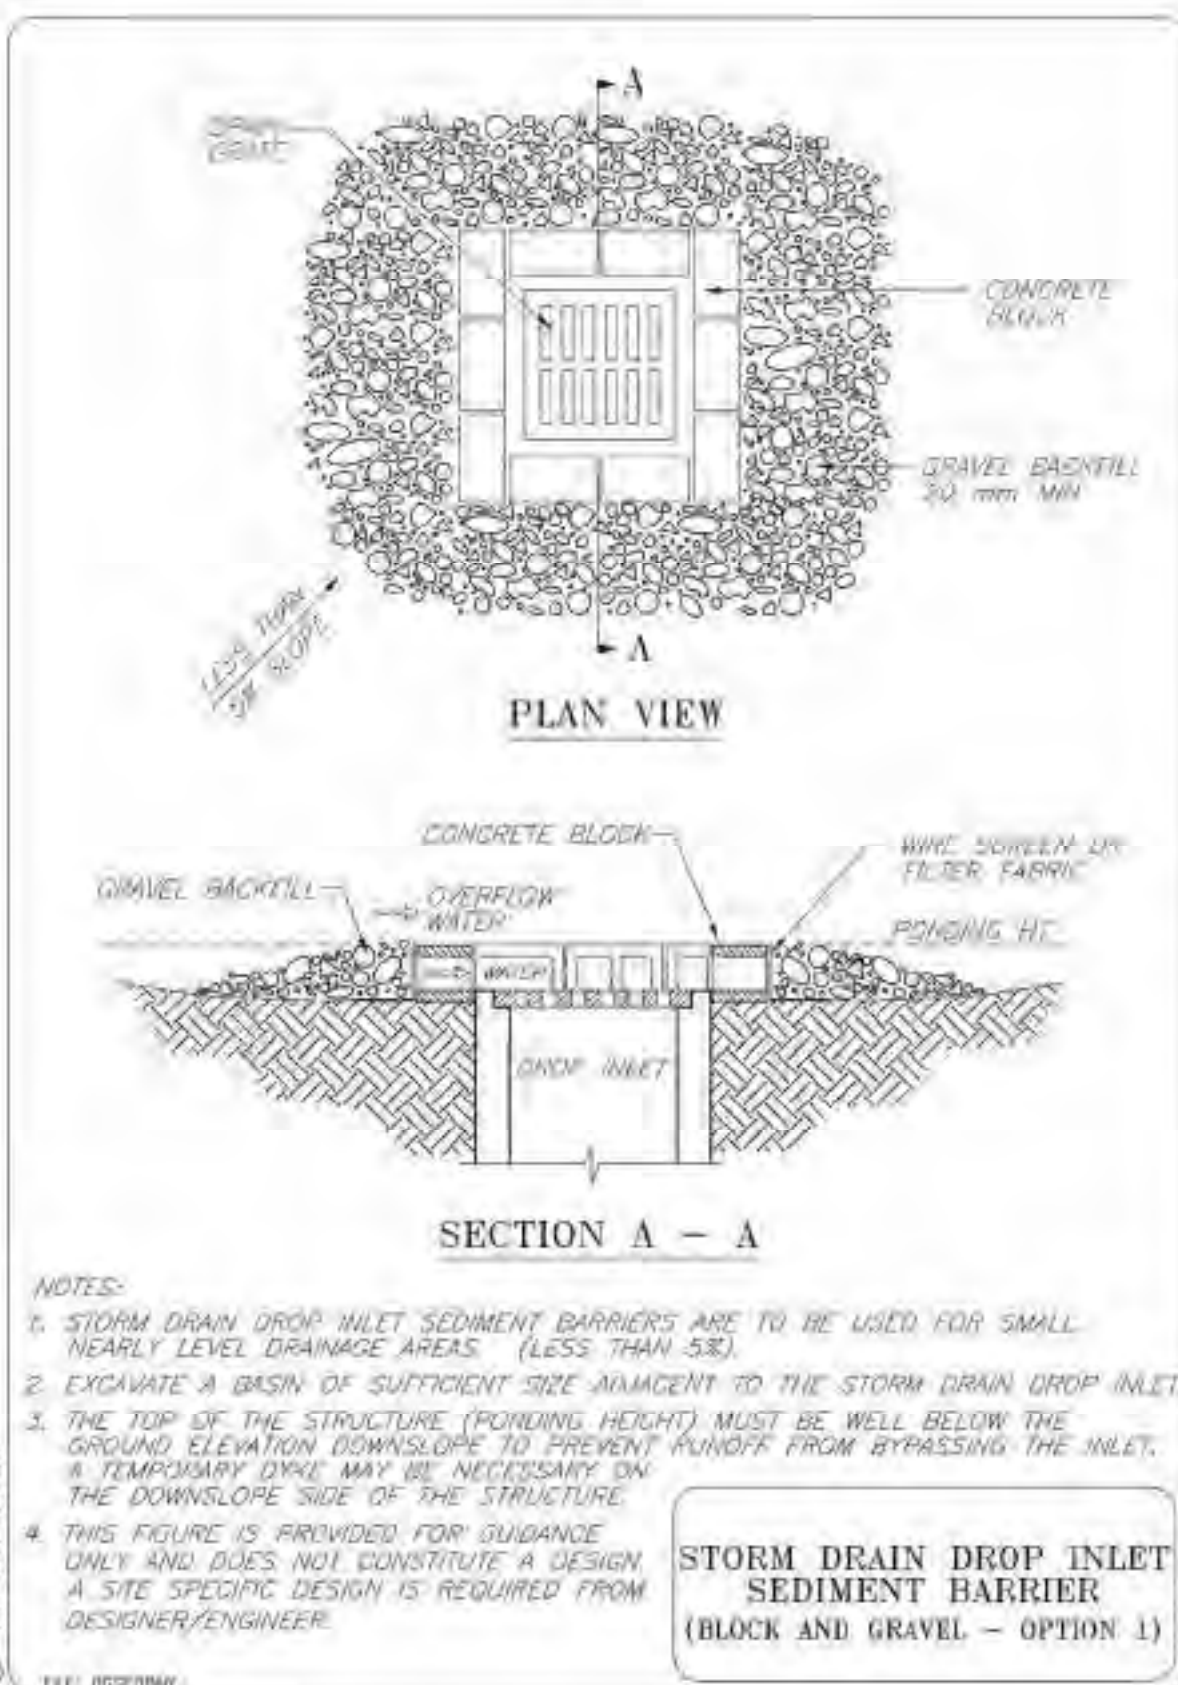 A
DRAIN
GRATE
CONCRETE
BLOCK
GRAVEL BACKFILL
20 mm MIN
LESS THAN
5% SLOPE
A
PLAN VIEW
CONCRETE BLOCK
WIRE SCREEN OR
FILTER FABRIC
GRAVEL BACKFILL
OVERFLOW
WATER
PONDING HT.
WATER
DROP INLET
SECTION A - A
NOTES:
1. STORM DRAIN DROP INLET SEDIMENT BARRIERS ARE TO BE USED FOR SMALL,
NEARLY LEVEL DRAINAGE AREAS. (LESS THAN 5%).
2. EXCAVATE A BASIN OF SUFFICIENT SIZE ADJACENT TO THE STORM DRAIN DROP INLET
3. THE TOP OF THE STRUCTURE (PONDING HEIGHT) MUST BE WELL BELOW THE
GROUND ELEVATION DOWNSLOPE TO PREVENT RUNOFF FROM BYPASSING THE INLET.
A TEMPORARY DYKE MAY BE NECESSARY ON
THE DOWNSLOPE SIDE OF THE STRUCTURE.
4. THIS FIGURE IS PROVIDED FOR GUIDANCE
ONLY AND DOES NOT CONSTITUTE A DESIGN.
A SITE SPECIFIC DESIGN IS REQUIRED FROM
DESIGNER/ENGINEER.
STORM DRAIN DROP INLET
SEDIMENT BARRIER
(BLOCK AND GRAVEL - OPTION 1)